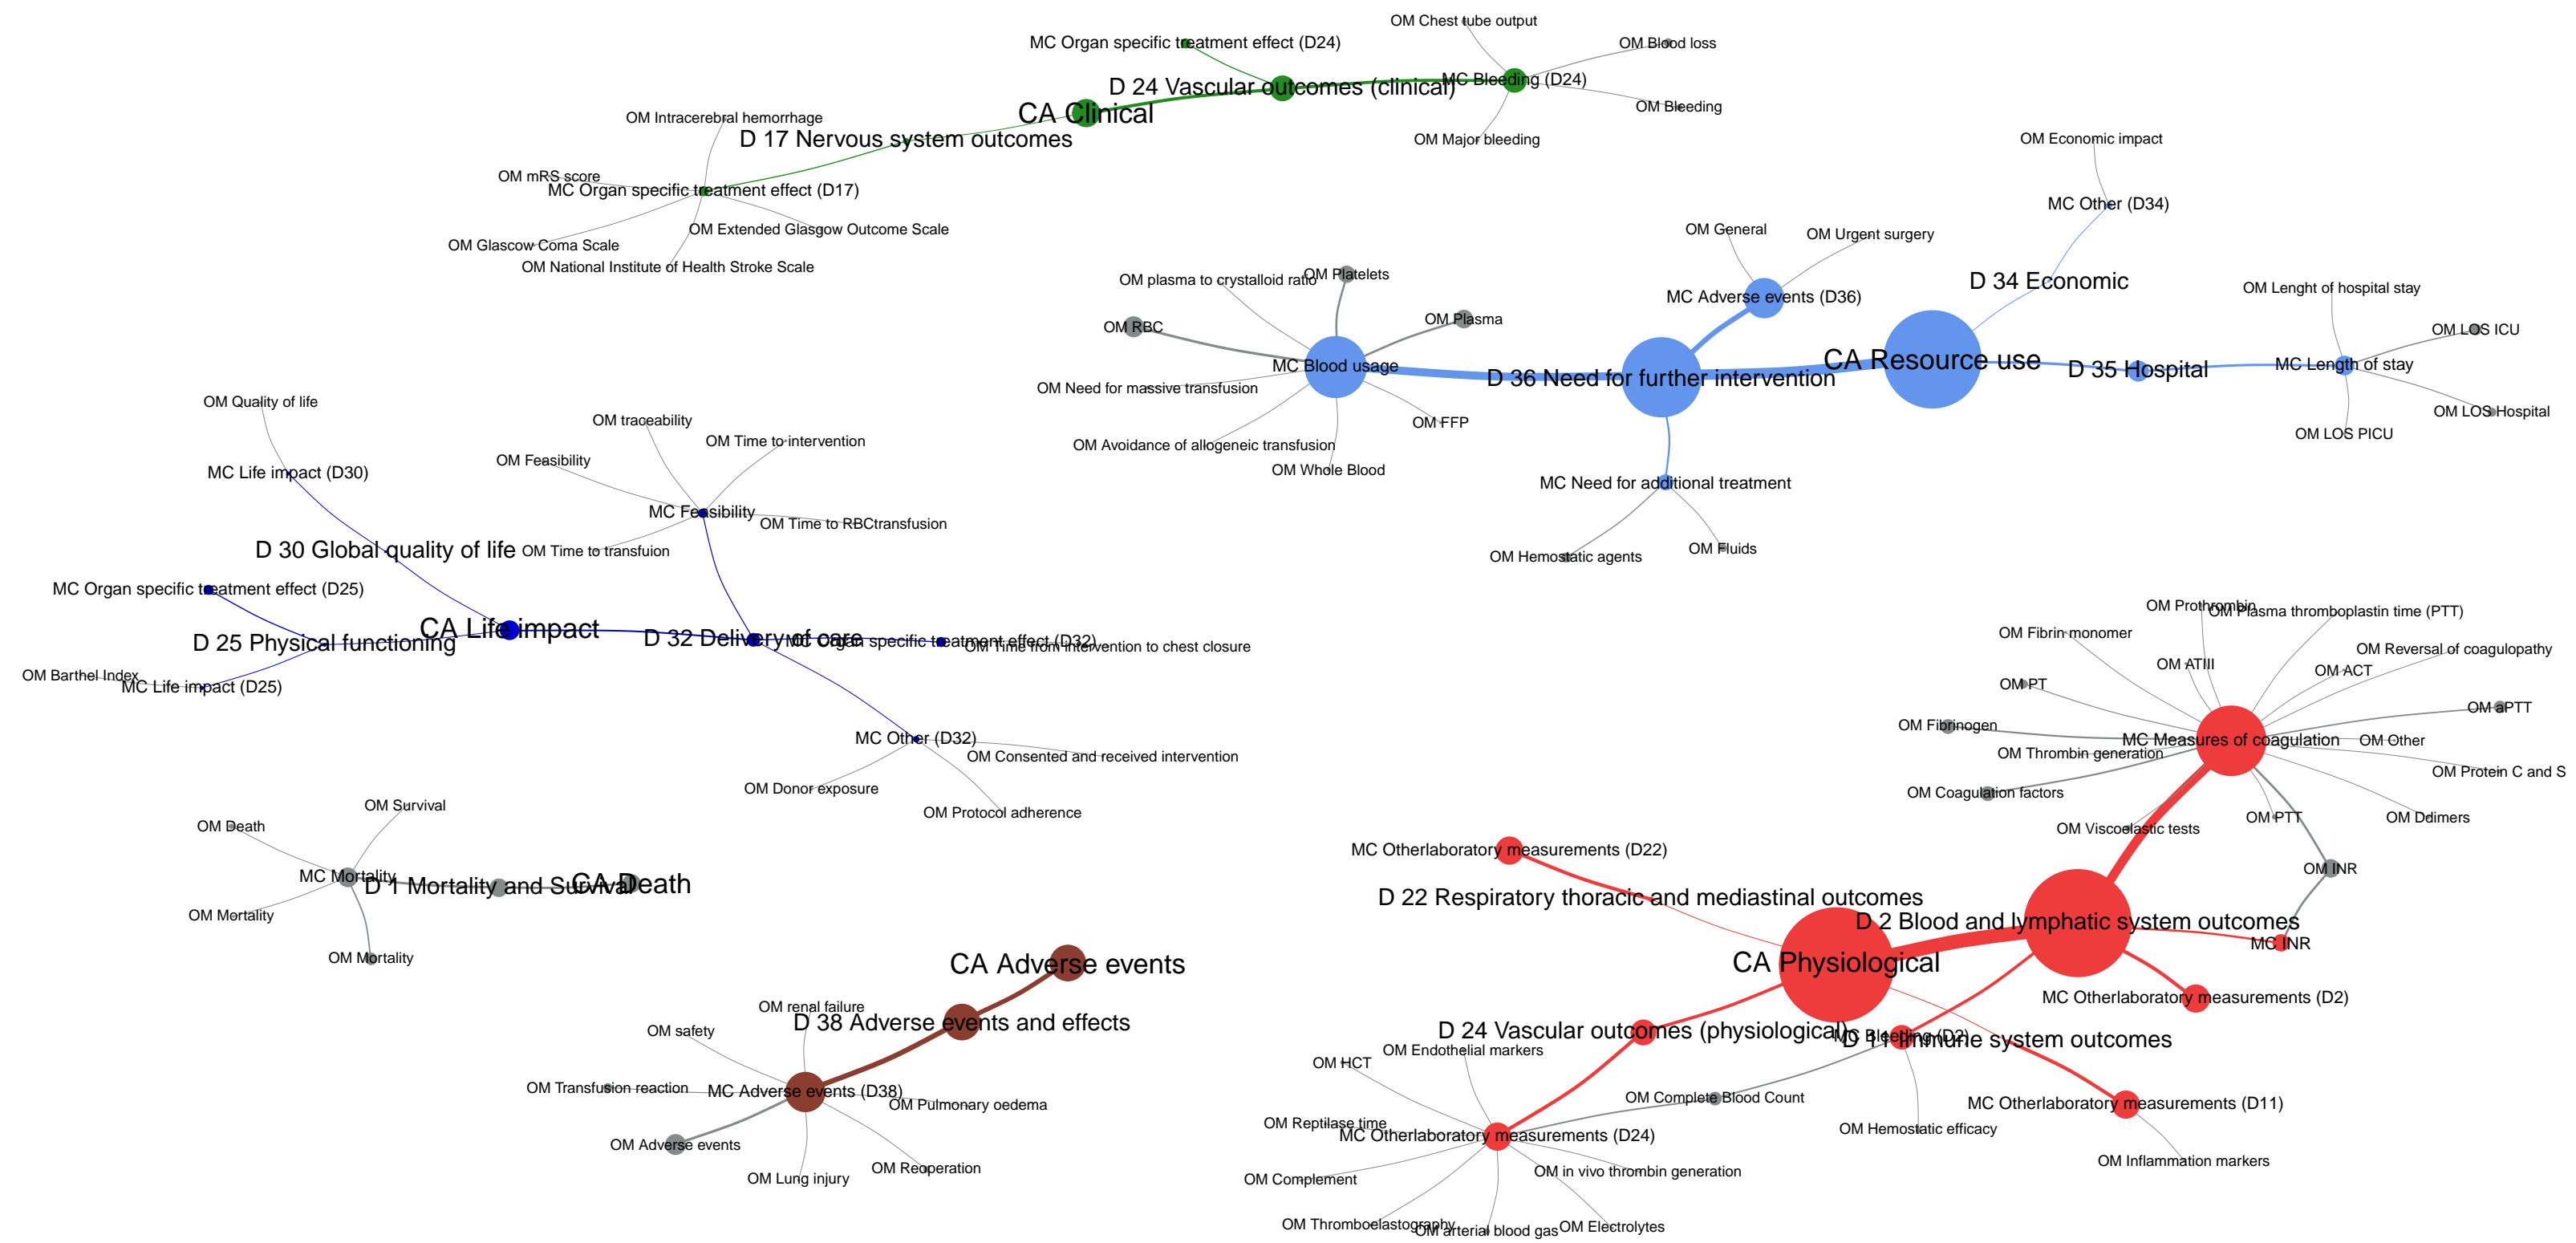 OM Chest tube output
MC Organ specific treatment effect (D24)
OM Blood loss
D 24 Vascular outcomes (clinical)
MC Bleeding (D24)
CA Clinical
OM Bleeding
OM Intracerebral hemorrhage
D 17 Nervous system outcomes
OM Major bleeding
OM mRS score
MC Organ specific treatment effect (D17)
OM Extended Glasgow Outcome Scale
OM Glascow Coma Scale
OM National Institute of Health Stroke Scale
OM Economic impact
MC Other (D34)
OM General
OM Urgent surgery
OM plasma to crystalloid ratio
OM Platelets
D 34 Economic
MC Adverse events (D36)
OM Lenght of hospital stay
OM RBC
OM Plasma
OM LOS ICU
MC Blood usage
D 36 Need for further intervention
CA Resource use
D 35 Hospital
MC Length of stay
OM Need for massive transfusion
OM FFP
OM LOS Hospital
OM Avoidance of allogeneic transfusion
OM LOS PICU
OM Whole Blood
MC Need for additional treatment
OM Hemostatic agents
OM Fluids
OM Quality of life
OM traceability
OM Time to intervention
MC Life impact (D30)
OM Feasibility
MC Feasibility
OM Time to RBCtransfusion
D 30 Global quality of life
OM Time to transfuion
MC Organ specific treatment effect (D25)
CA Life impact
D 25 Physical functioning
D 32 Delivery of care
MC Organ specific treatment effect (D32)
OM Time from intervention to chest closure
OM Barthel Index
MC Life impact (D25)
MC Other (D32)
OM Consented and received intervention
OM Donor exposure
OM Protocol adherence
OM Prothrombin
OM Plasma thromboplastin time (PTT)
OM Fibrin monomer
OM Reversal of coagulopathy
OM ATIII
OM ACT
OM PT
OM aPTT
OM Fibrinogen
MC Measures of coagulation
OM Other
OM Thrombin generation
OM Protein C and S
OM Coagulation factors
OM Viscoelastic tests
OM PTT
OM Ddimers
OM INR
OM Survival
OM Death
MC Mortality
D 1 Mortality and Survival
CA Death
OM Mortality
OM Mortality
MC Otherlaboratory measurements (D22)
D 22 Respiratory thoracic and mediastinal outcomes
D 2 Blood and lymphatic system outcomes
MC INR
CA Physiological
MC Otherlaboratory measurements (D2)
D 24 Vascular outcomes (physiological)
MC Bleeding (D2)
D 11 Immune system outcomes
OM HCT
OM Endothelial markers
OM Complete Blood Count
MC Otherlaboratory measurements (D11)
OM Reptilase time
MC Otherlaboratory measurements (D24)
OM Hemostatic efficacy
OM Inflammation markers
OM Complement
OM in vivo thrombin generation
OM Thromboelastography
OM arterial blood gas
OM Electrolytes
CA Adverse events
OM renal failure
D 38 Adverse events and effects
OM safety
OM Transfusion reaction
MC Adverse events (D38)
OM Pulmonary oedema
OM Adverse events
OM Reoperation
OM Lung injury